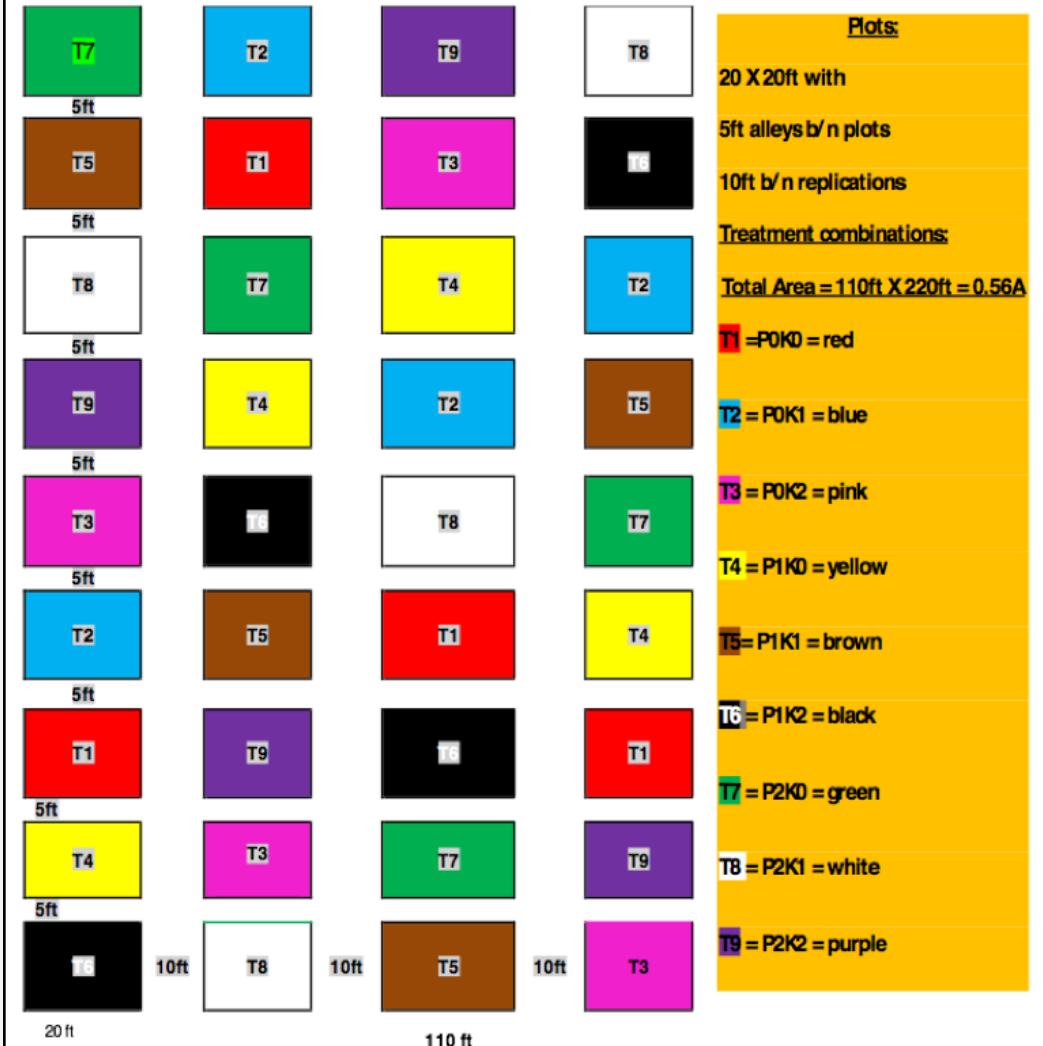 T7 T2 T9 T8
5ft
T5 T1 T3 T6
5ft
T8 T7 T4 T2
5ft
T9 T4 T2 T5
5ft
T3 T6 T8 T7
5ft
T2 T5 T1 T4
5ft
T1 T9 T6 T1
5ft
T4 T3 T7 T9
5ft
T6 10ft T8 10ft T5 10ft T3
20 ft
110 ft
Plots:
20 X 20ft with
5ft alleys b/n plots
10ft b/n replications
Treatment combinations:
Total Area = 110ft X 220ft = 0.56A
T1 =P0K0 = red
T2 = P0K1 = blue
T3 = P0K2 = pink
T4 = P1K0 = yellow
T5= P1K1 = brown
T6 = P1K2 = black
T7 = P2K0 = green
T8 = P2K1 = white
T9 = P2K2 = purple